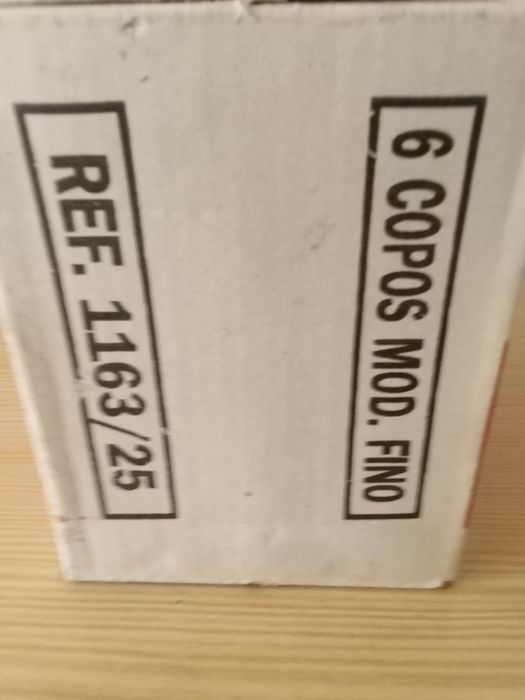 6 COPOS MOD. FINO
REF. 1163/25